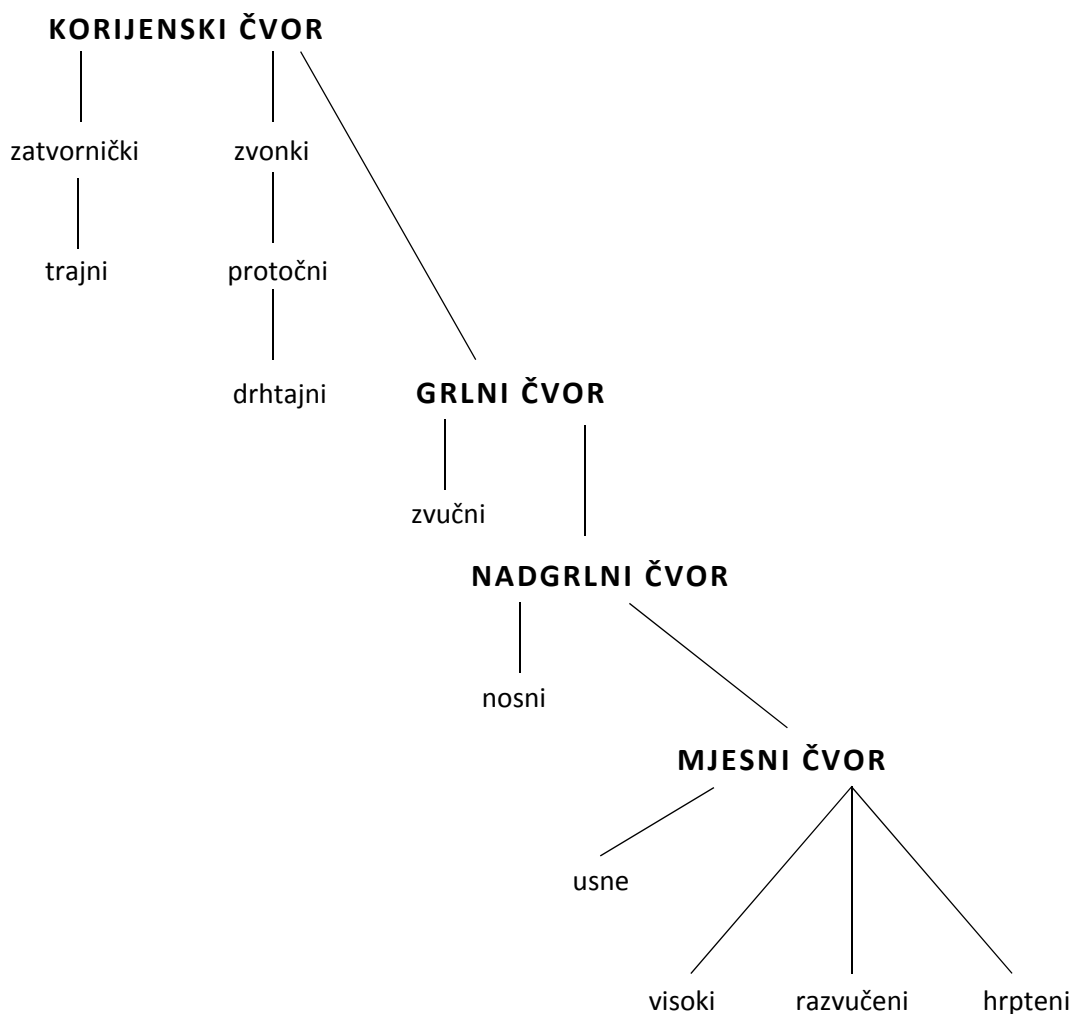 KORIJENSKI ČVOR
zatvornički zvonki
trajni protočni
drhtajni GRLNI ČVOR
zvučni
NADGRLNI ČVOR
nosni
MJESNI ČVOR
usne
visoki razvučeni hrpteni